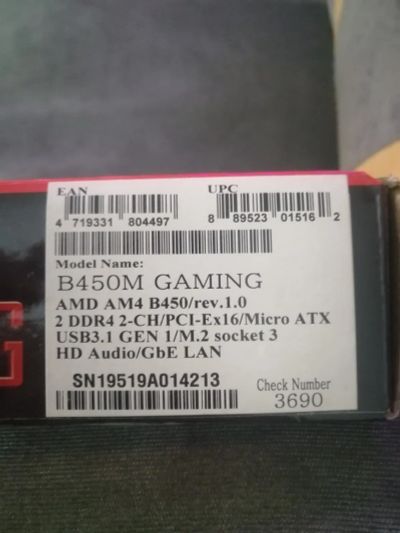 EAN UPC
4 719331 804497 8 89523 01516 2
Model Name:
B450M GAMING
AMD AM4 B450/rev.1.0
2 DDR4 2-CH/PCI-Ex16/Micro ATX
USB3.1 GEN 1/M.2 socket 3
HD Audio/GbE LAN
SN19519A014213
Check Number
3690
G